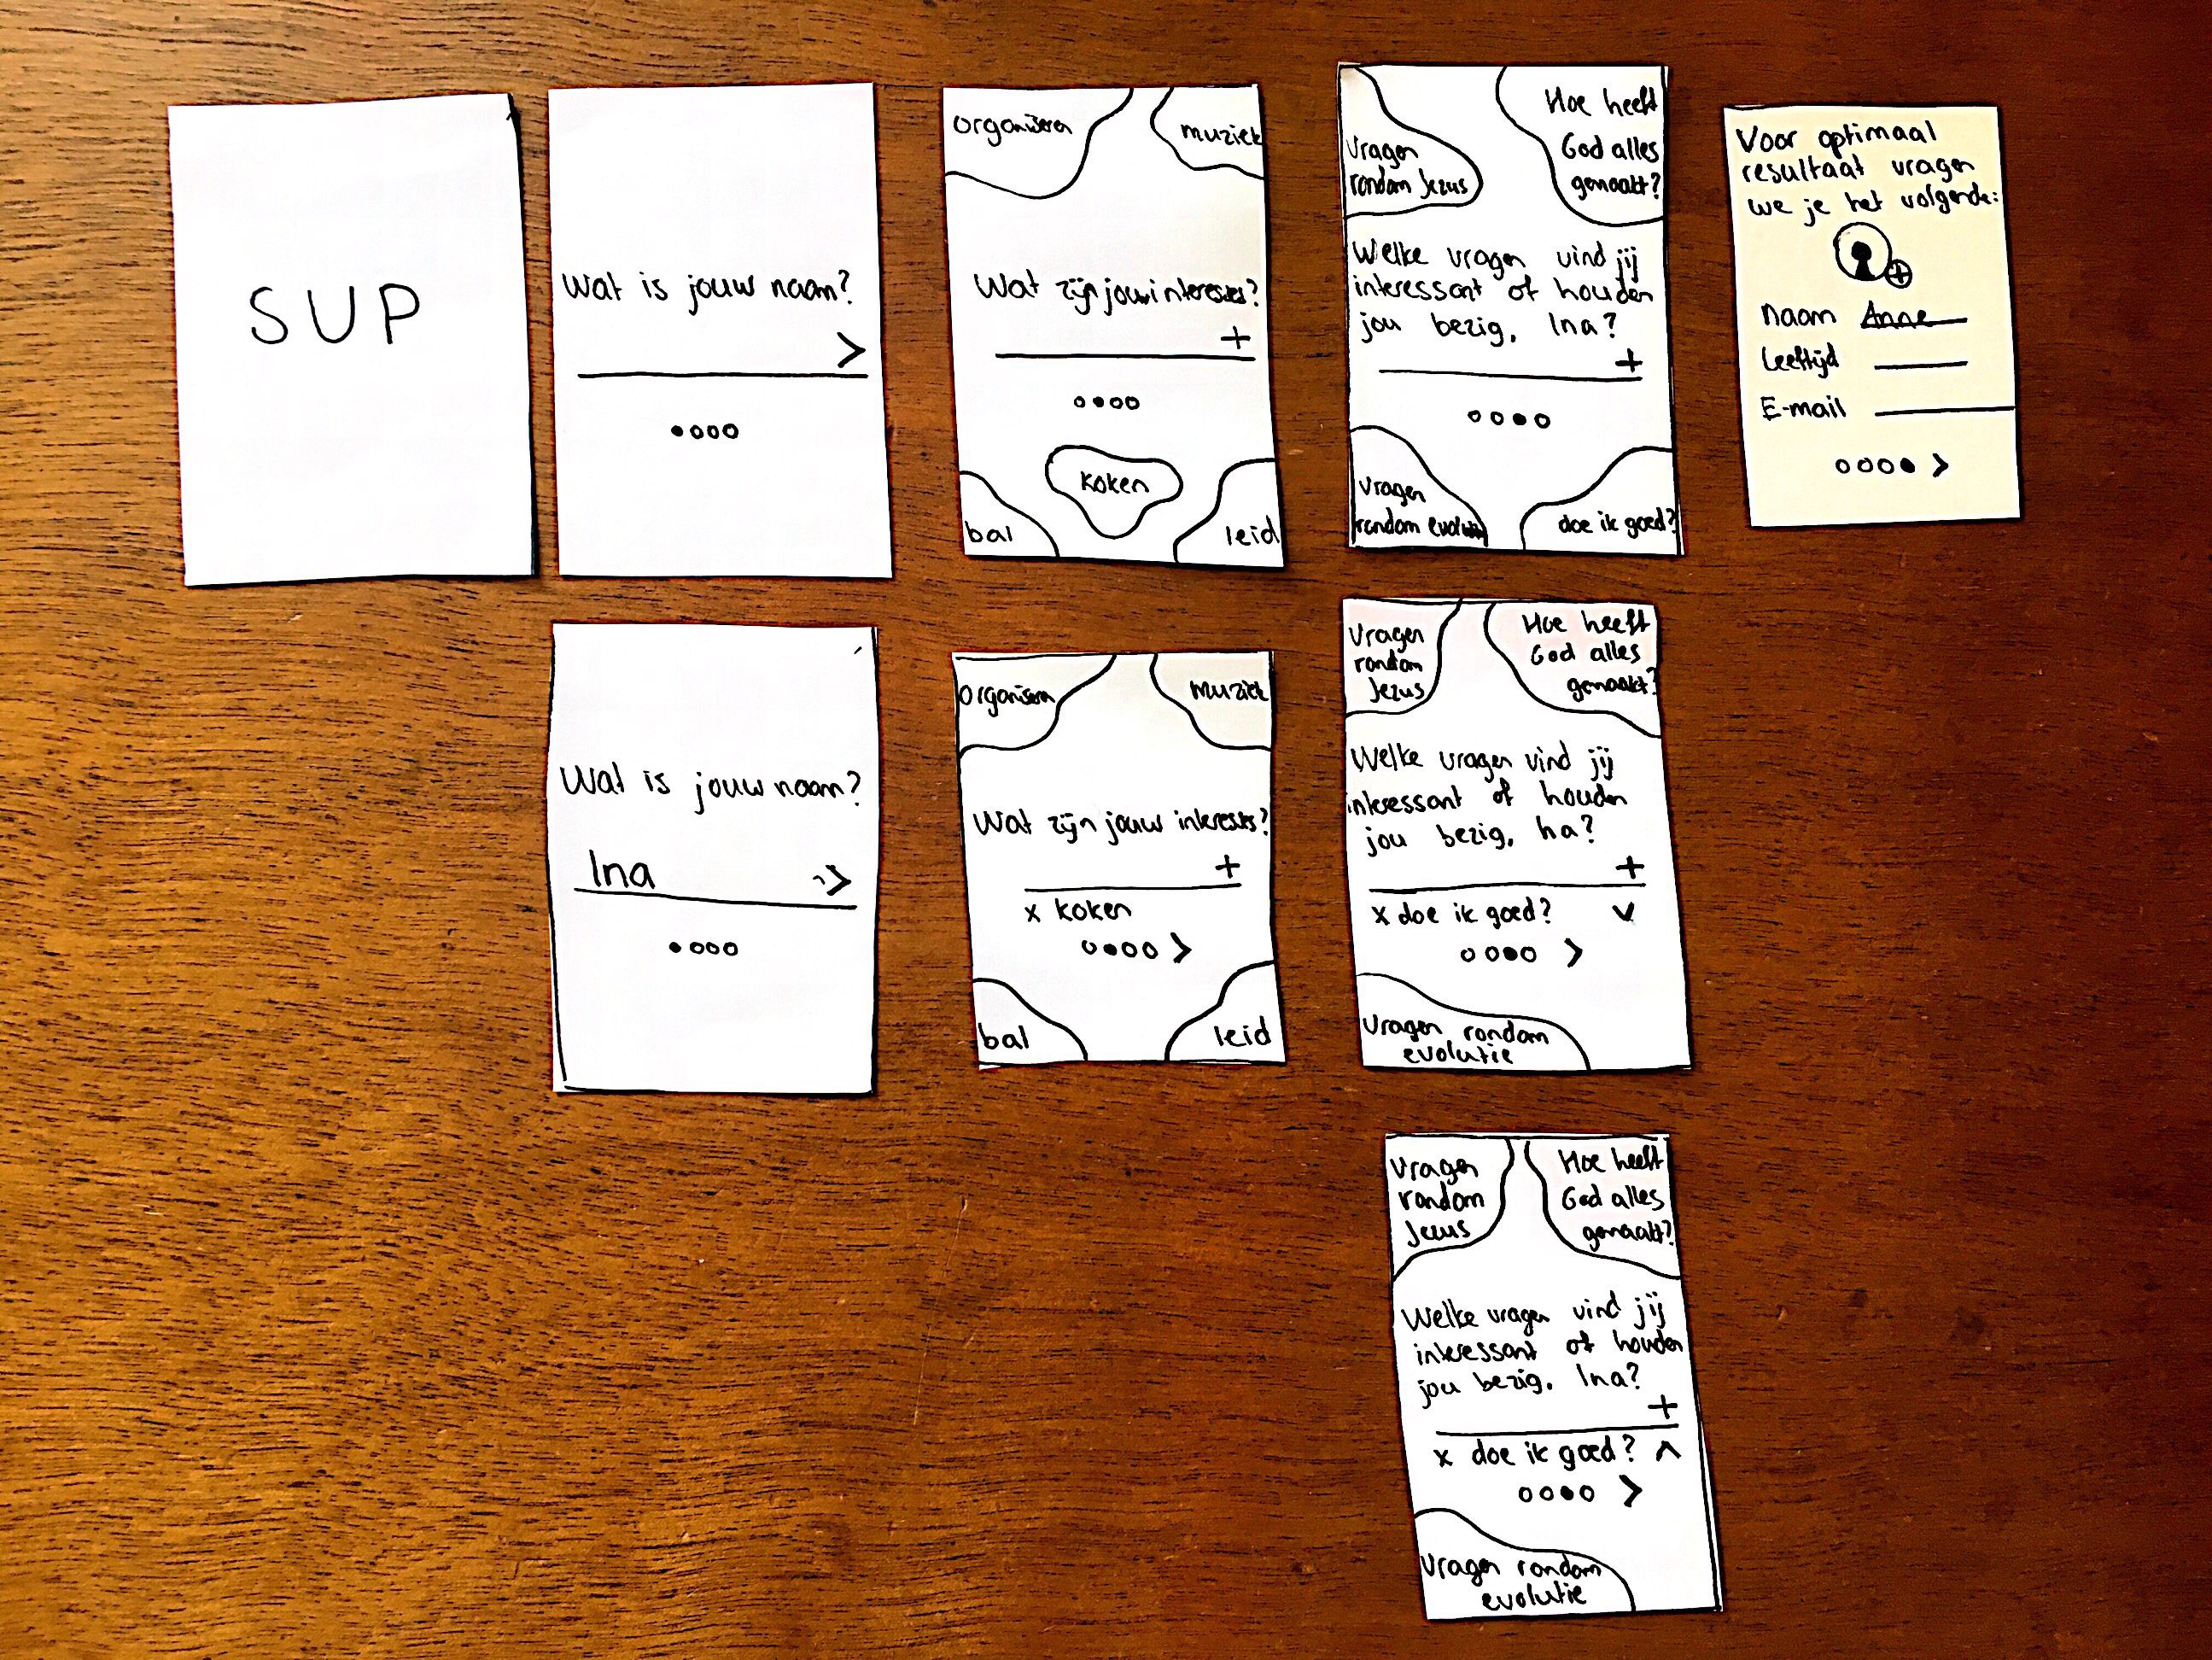 SUP
Wat is jouw naam?
>
Organiseren
muziek
Wat zijn jouw interesses?
+
koken
bal
leid
Vragen
rondom Jezus
Hoe heeft
God alles
gemaakt?
Welke vragen vind jij
interessant of houden
jou bezig, Ina?
+
Vragen
rondom
doe ik goed?
Voor optimaal
resultaat vragen
we je het volgende:
Naam Anne
Leeftijd
E-mail
>
Wat is jouw naam?
Ina >
Organiseren
muziek
Wat zijn jouw interesses?
+
x koken
>
bal
leid
Vragen
rondom
Jezus
Hoe heeft
God alles
gemaakt?
Welke vragen vind jij
interessant of houden
jou bezig, Ina?
+
x doe ik goed? v
>
Vragen rondom
evolutie
Vragen
rondom
Jezus
Hoe heeft
God alles
gemaakt?
Welke vragen vind jij
interessant of houden
jou bezig, Ina?
+
x doe ik goed? ^
>
Vragen rondom
evolutie